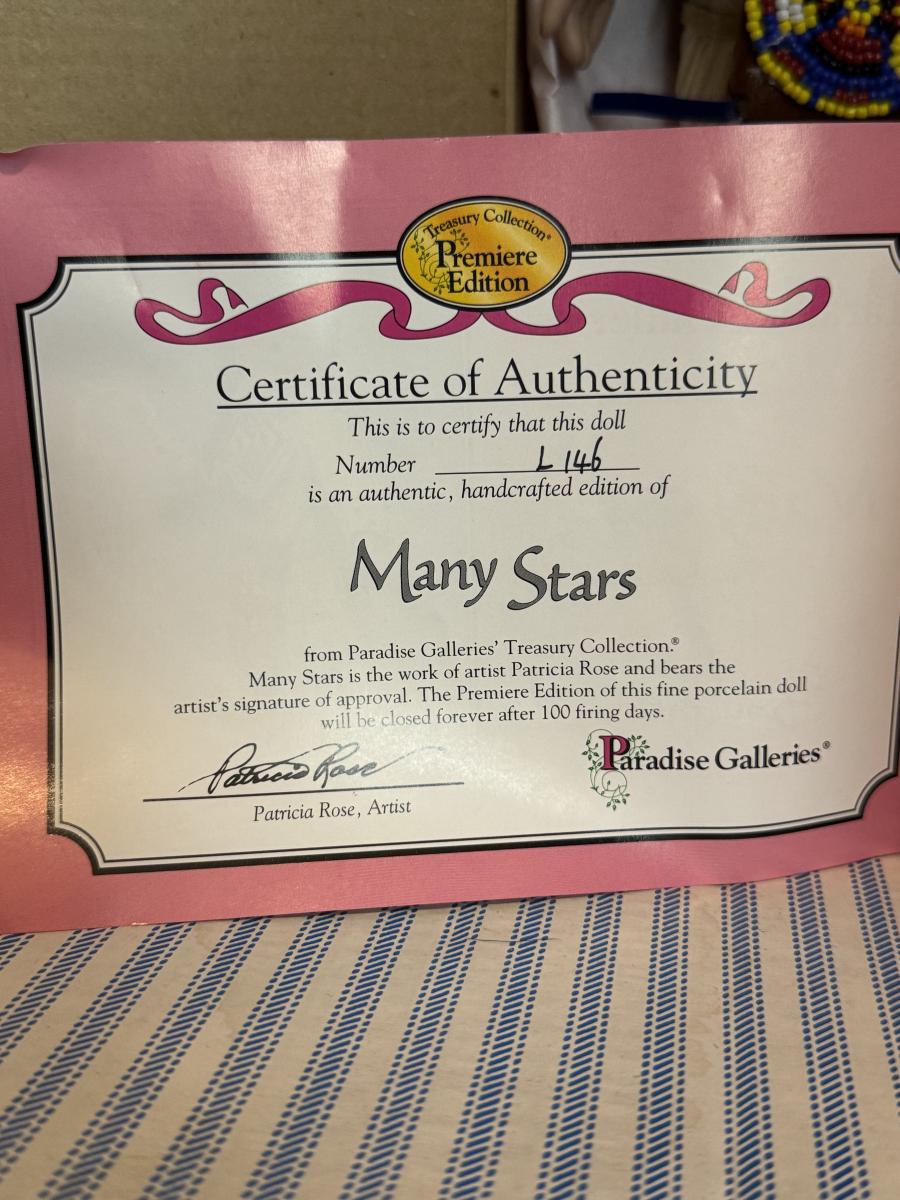 Treasury Collection®
Premiere
Edition
Certificate of Authenticity
This is to certify that this doll
Number L 146
is an authentic, handcrafted edition of
Many Stars
from Paradise Galleries' Treasury Collection.®
Many Stars is the work of artist Patricia Rose and bears the
artist's signature of approval. The Premiere Edition of this fine porcelain doll
will be closed forever after 100 firing days.
Patricia Rose
Patricia Rose, Artist
Paradise Galleries®